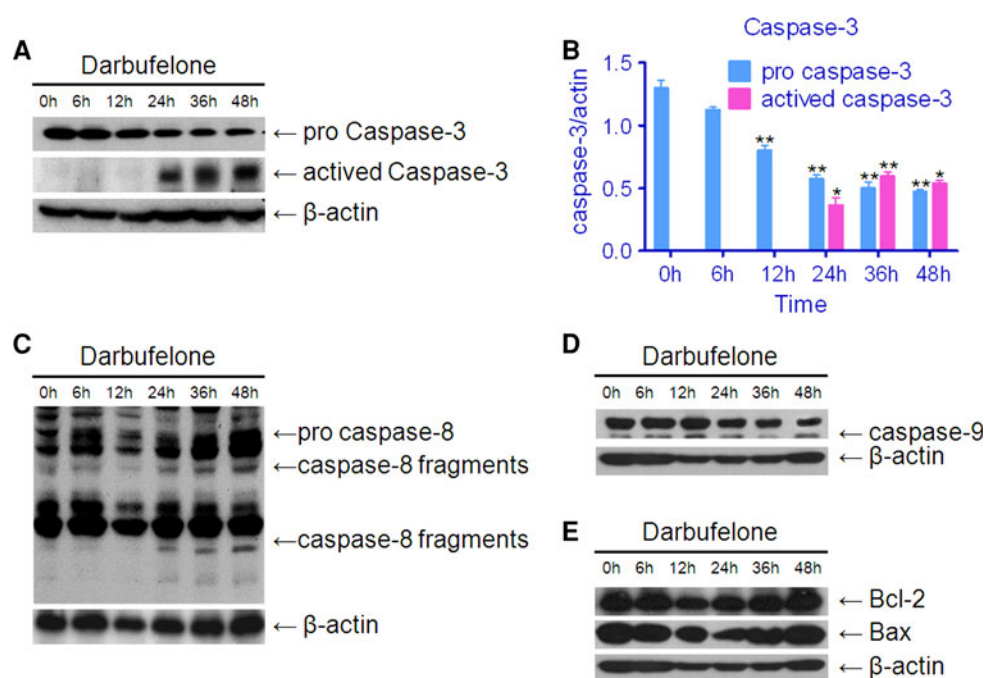 A
Darbufelone
0h 6h 12h 24h 36h 48h
←pro Caspase-3
←actived Caspase-3
←β-actin
B
Caspase-3
caspase-3/actin
1.5
1.0
0.5
0.0
pro caspase-3
actived caspase-3
** ** * ** ** ** *
0h 6h 12h 24h 36h 48h
Time
C
Darbufelone
0h 6h 12h 24h 36h 48h
←pro caspase-8
←caspase-8 fragments
←caspase-8 fragments
← β-actin
D
Darbufelone
0h 6h 12h 24h 36h 48h
← caspase-9
← β-actin
E
Darbufelone
0h 6h 12h 24h 36h 48h
← Bcl-2
← Bax
← β-actin